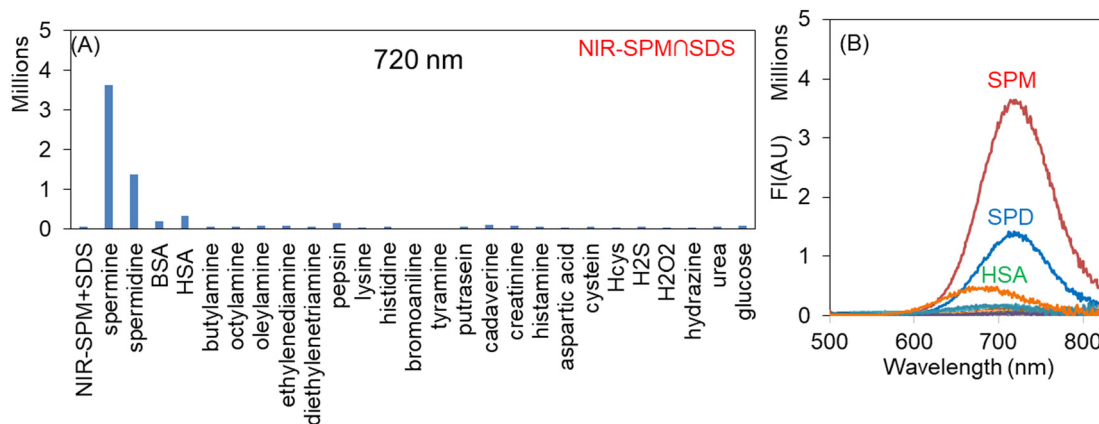 (A)
720 nm
NIR-SPM∩SDS
Millions
5
4
3
2
1
0
NIR-SPM+SDS
spermine
spermidine
BSA
HSA
butylamine
octylamine
oleylamine
ethylenediamine
diethylenetriamine
pepsin
lysine
histidine
bromoaniline
tyramine
putrasein
cadaverine
creatinine
histamine
aspartic acid
cystein
Hcys
H2S
H2O2
hydrazine
urea
glucose
(B)
Millions
FI(AU)
5
4
3
2
1
0
SPM
SPD
HSA
500
600
700
800
Wavelength (nm)